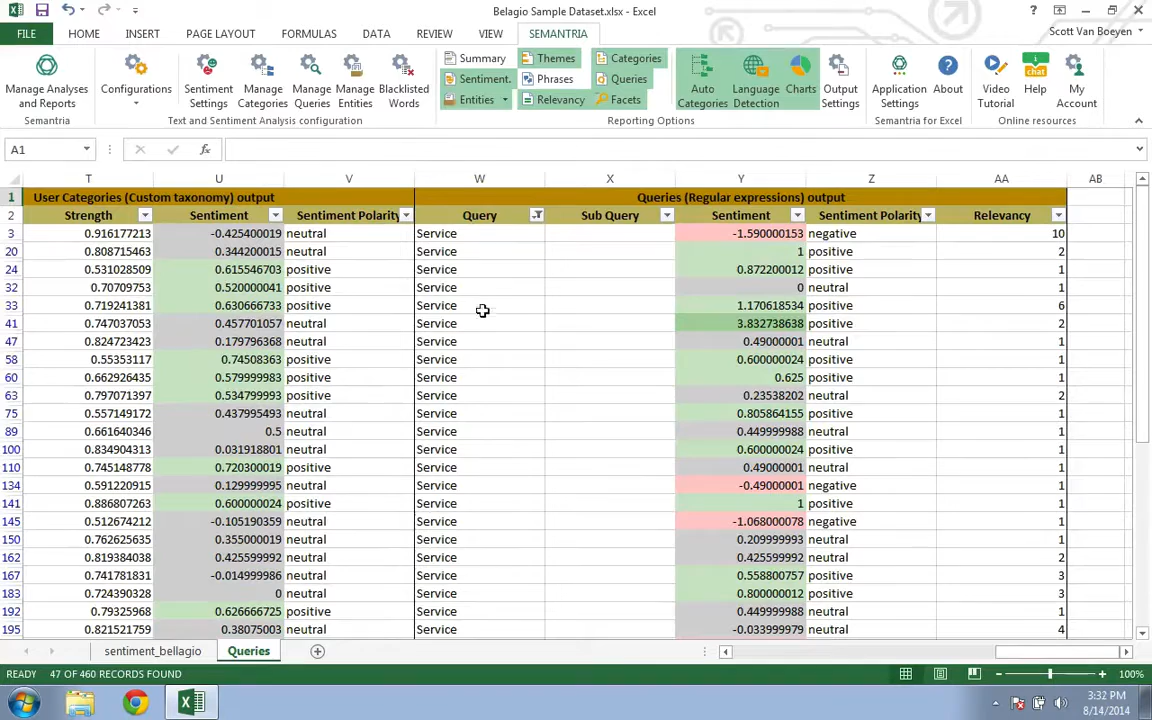 Belagio Sample Dataset.xlsx - Excel
FILE HOME INSERT PAGE LAYOUT FORMULAS DATA REVIEW VIEW SEMANTRIA Scott Van Boeyen
Manage Analyses and Reports
Semantria
Configurations
Sentiment Settings
Manage Categories
Manage Queries
Manage Entities
Blacklisted Words
Text and Sentiment Analysis configuration
Summary Themes Categories
Sentiment. Phrases Queries
Entities Relevancy Facets
Auto Categories
Language Detection
Charts
Output Settings
Reporting Options
Application Settings
About
Semantria for Excel
Video Tutorial
Help
chat
My Account
Online resources
A1 fx
T U V W X Y Z AA AB
1 User Categories (Custom taxonomy) output Queries (Regular expressions) output
2 Strength Sentiment Sentiment Polarity Query Sub Query Sentiment Sentiment Polarity Relevancy
3 0.916177213 -0.425400019 neutral Service -1.590000153 negative 10
20 0.808715463 0.344200015 neutral Service 1 positive 2
24 0.531028509 0.615546703 positive Service 0.872200012 positive 1
32 0.70709753 0.520000041 positive Service 0 neutral 1
33 0.719241381 0.630666733 positive Service 1.170618534 positive 6
41 0.747037053 0.457701057 neutral Service 3.832738638 positive 2
47 0.824723423 0.179796368 neutral Service 0.49000001 neutral 1
58 0.55353117 0.74508363 positive Service 0.600000024 positive 1
60 0.662926435 0.579999983 positive Service 0.625 positive 1
63 0.797071397 0.534799993 positive Service 0.23538202 neutral 2
75 0.557149172 0.437995493 neutral Service 0.805864155 positive 1
89 0.661640346 0.5 neutral Service 0.449999988 neutral 1
100 0.834904313 0.031918801 neutral Service 0.600000024 positive 1
110 0.745148778 0.720300019 positive Service 0.49000001 neutral 1
134 0.591220915 0.129999995 neutral Service -0.49000001 negative 1
141 0.886807263 0.600000024 positive Service 1 positive 1
145 0.512674212 -0.105190359 neutral Service -1.068000078 negative 1
150 0.762625635 0.355000019 neutral Service 0.209999993 neutral 1
162 0.819384038 0.425599992 neutral Service 0.425599992 neutral 2
167 0.741781831 -0.014999986 neutral Service 0.558800757 positive 3
183 0.724390328 0 neutral Service 0.800000012 positive 3
192 0.79325968 0.626666725 positive Service 0.449999988 neutral 1
195 0.821521759 0.38075003 neutral Service -0.033999979 neutral 4
sentiment_bellagio Queries
READY 47 OF 460 RECORDS FOUND 100%
3:32 PM
8/14/2014